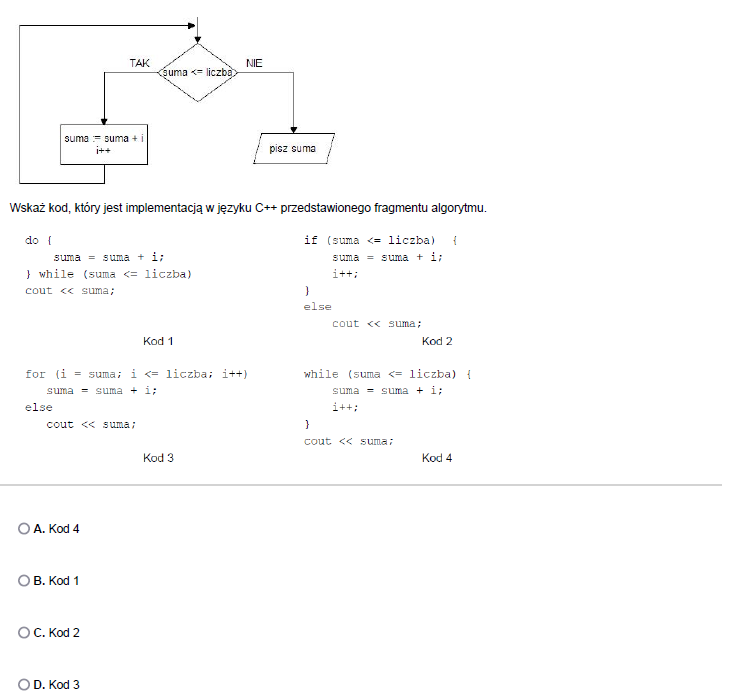 TAK
NIE
suma <= liczba
suma := suma + i
i++
pisz suma
Wskaż kod, który jest implementacją w języku C++ przedstawionego fragmentu algorytmu.
do {
suma = suma + i;
} while (suma <= liczba)
cout << suma;
Kod 1
if (suma <= liczba) {
suma = suma + i;
i++;
}
else
cout << suma;
Kod 2
for (i = suma; i <= liczba; i++)
suma = suma + i;
else
cout << suma;
Kod 3
while (suma <= liczba) {
suma = suma + i;
i++;
}
cout << suma;
Kod 4
A. Kod 4
B. Kod 1
C. Kod 2
D. Kod 3